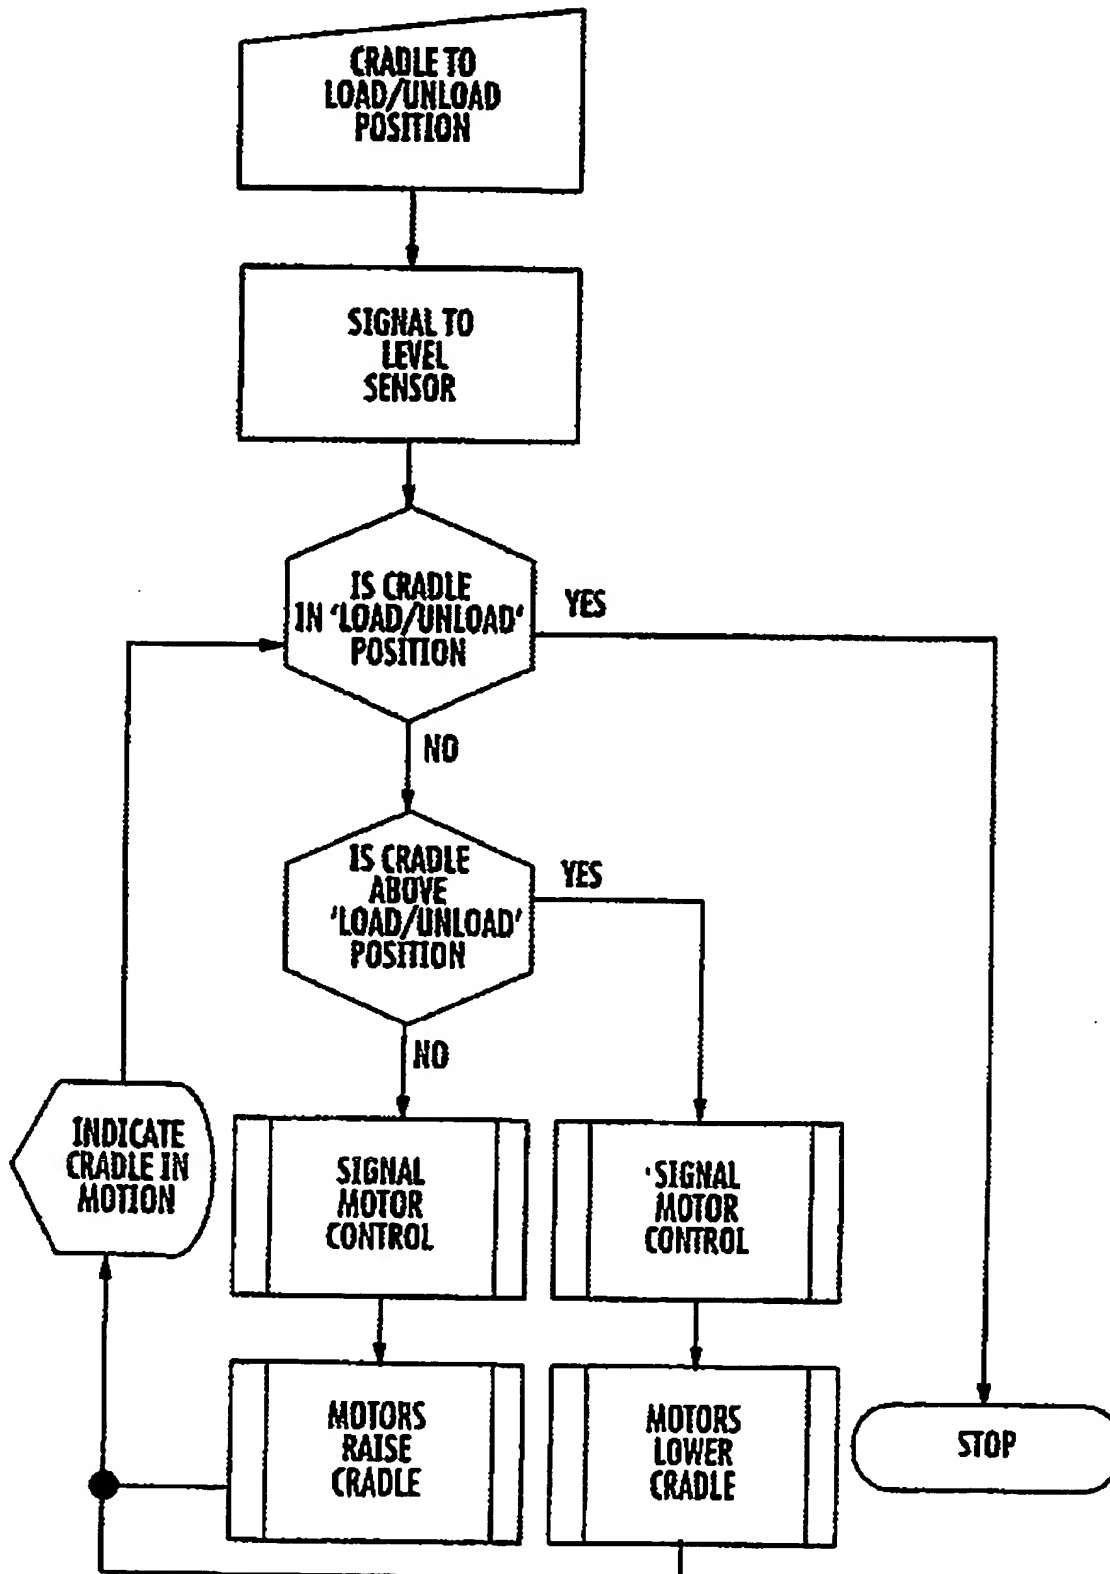 CRADLE TO
LOAD/UNLOAD
POSITION
SIGNAL TO
LEVEL
SENSOR
IS CRADLE
IN 'LOAD/UNLOAD'
POSITION
YES
NO
IS CRADLE
ABOVE
'LOAD/UNLOAD'
POSITION
YES
NO
INDICATE
CRADLE IN
MOTION
SIGNAL
MOTOR
CONTROL
SIGNAL
MOTOR
CONTROL
MOTORS
RAISE
CRADLE
MOTORS
LOWER
CRADLE
STOP